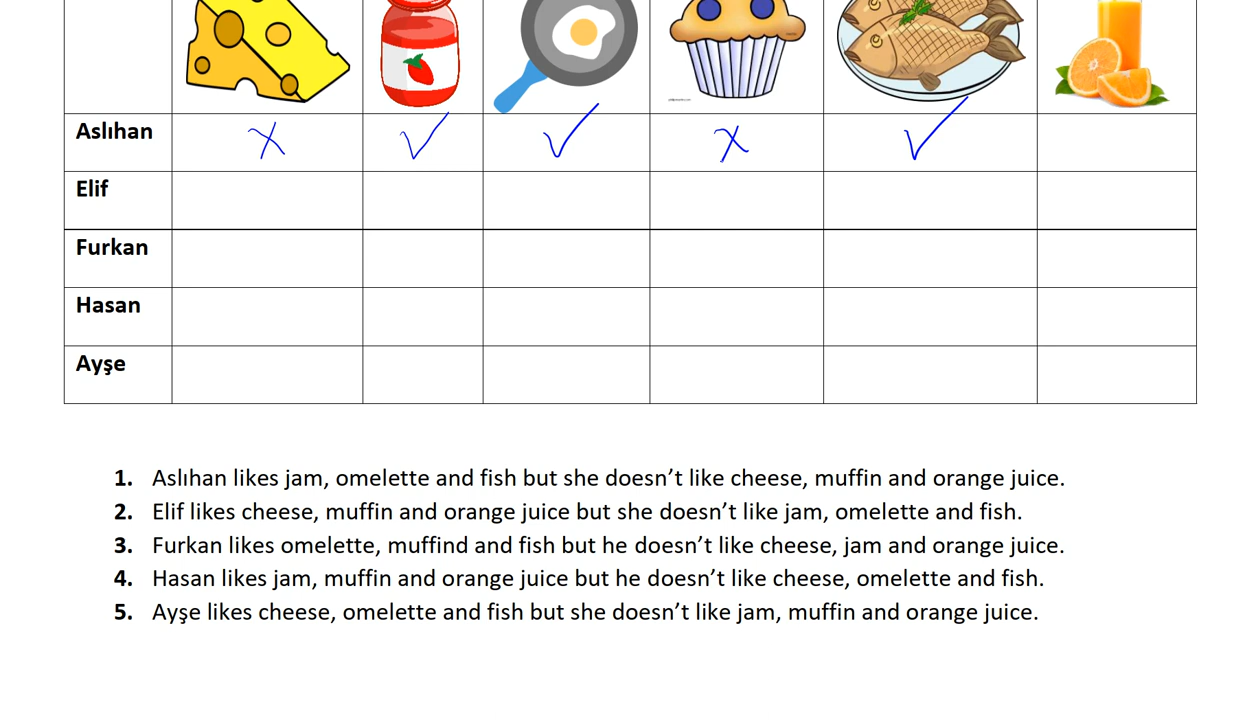 Aslıhan X ✓ ✓ X ✓
Elif
Furkan
Hasan
Ayşe
1. Aslıhan likes jam, omelette and fish but she doesn’t like cheese, muffin and orange juice.
2. Elif likes cheese, muffin and orange juice but she doesn’t like jam, omelette and fish.
3. Furkan likes omelette, muffind and fish but he doesn’t like cheese, jam and orange juice.
4. Hasan likes jam, muffin and orange juice but he doesn’t like cheese, omelette and fish.
5. Ayşe likes cheese, omelette and fish but she doesn’t like jam, muffin and orange juice.